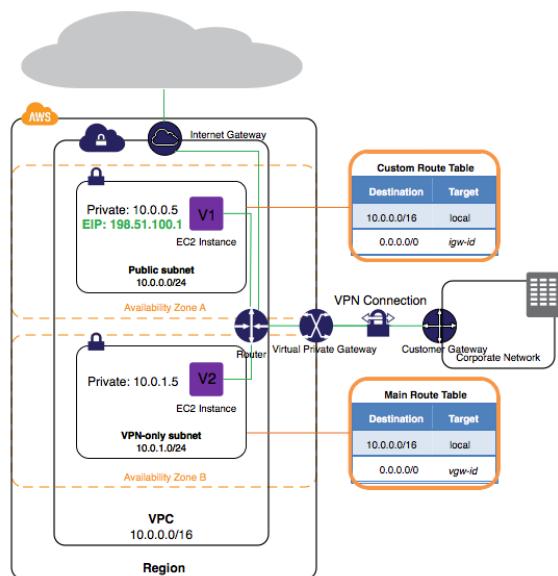 AWS
Internet Gateway
Private: 10.0.0.5
EIP: 198.51.100.1
V1
EC2 Instance
Public subnet
10.0.0.0/24
Availability Zone A
Custom Route Table
Destination Target
10.0.0.0/16 local
0.0.0.0/0 igw-id
VPN Connection
Router
Virtual Private Gateway
Customer Gateway
Corporate Network
Private: 10.0.1.5
V2
EC2 Instance
VPN-only subnet
10.0.1.0/24
Availability Zone B
Main Route Table
Destination Target
10.0.0.0/16 local
0.0.0.0/0 vgw-id
VPC
10.0.0.0/16
Region